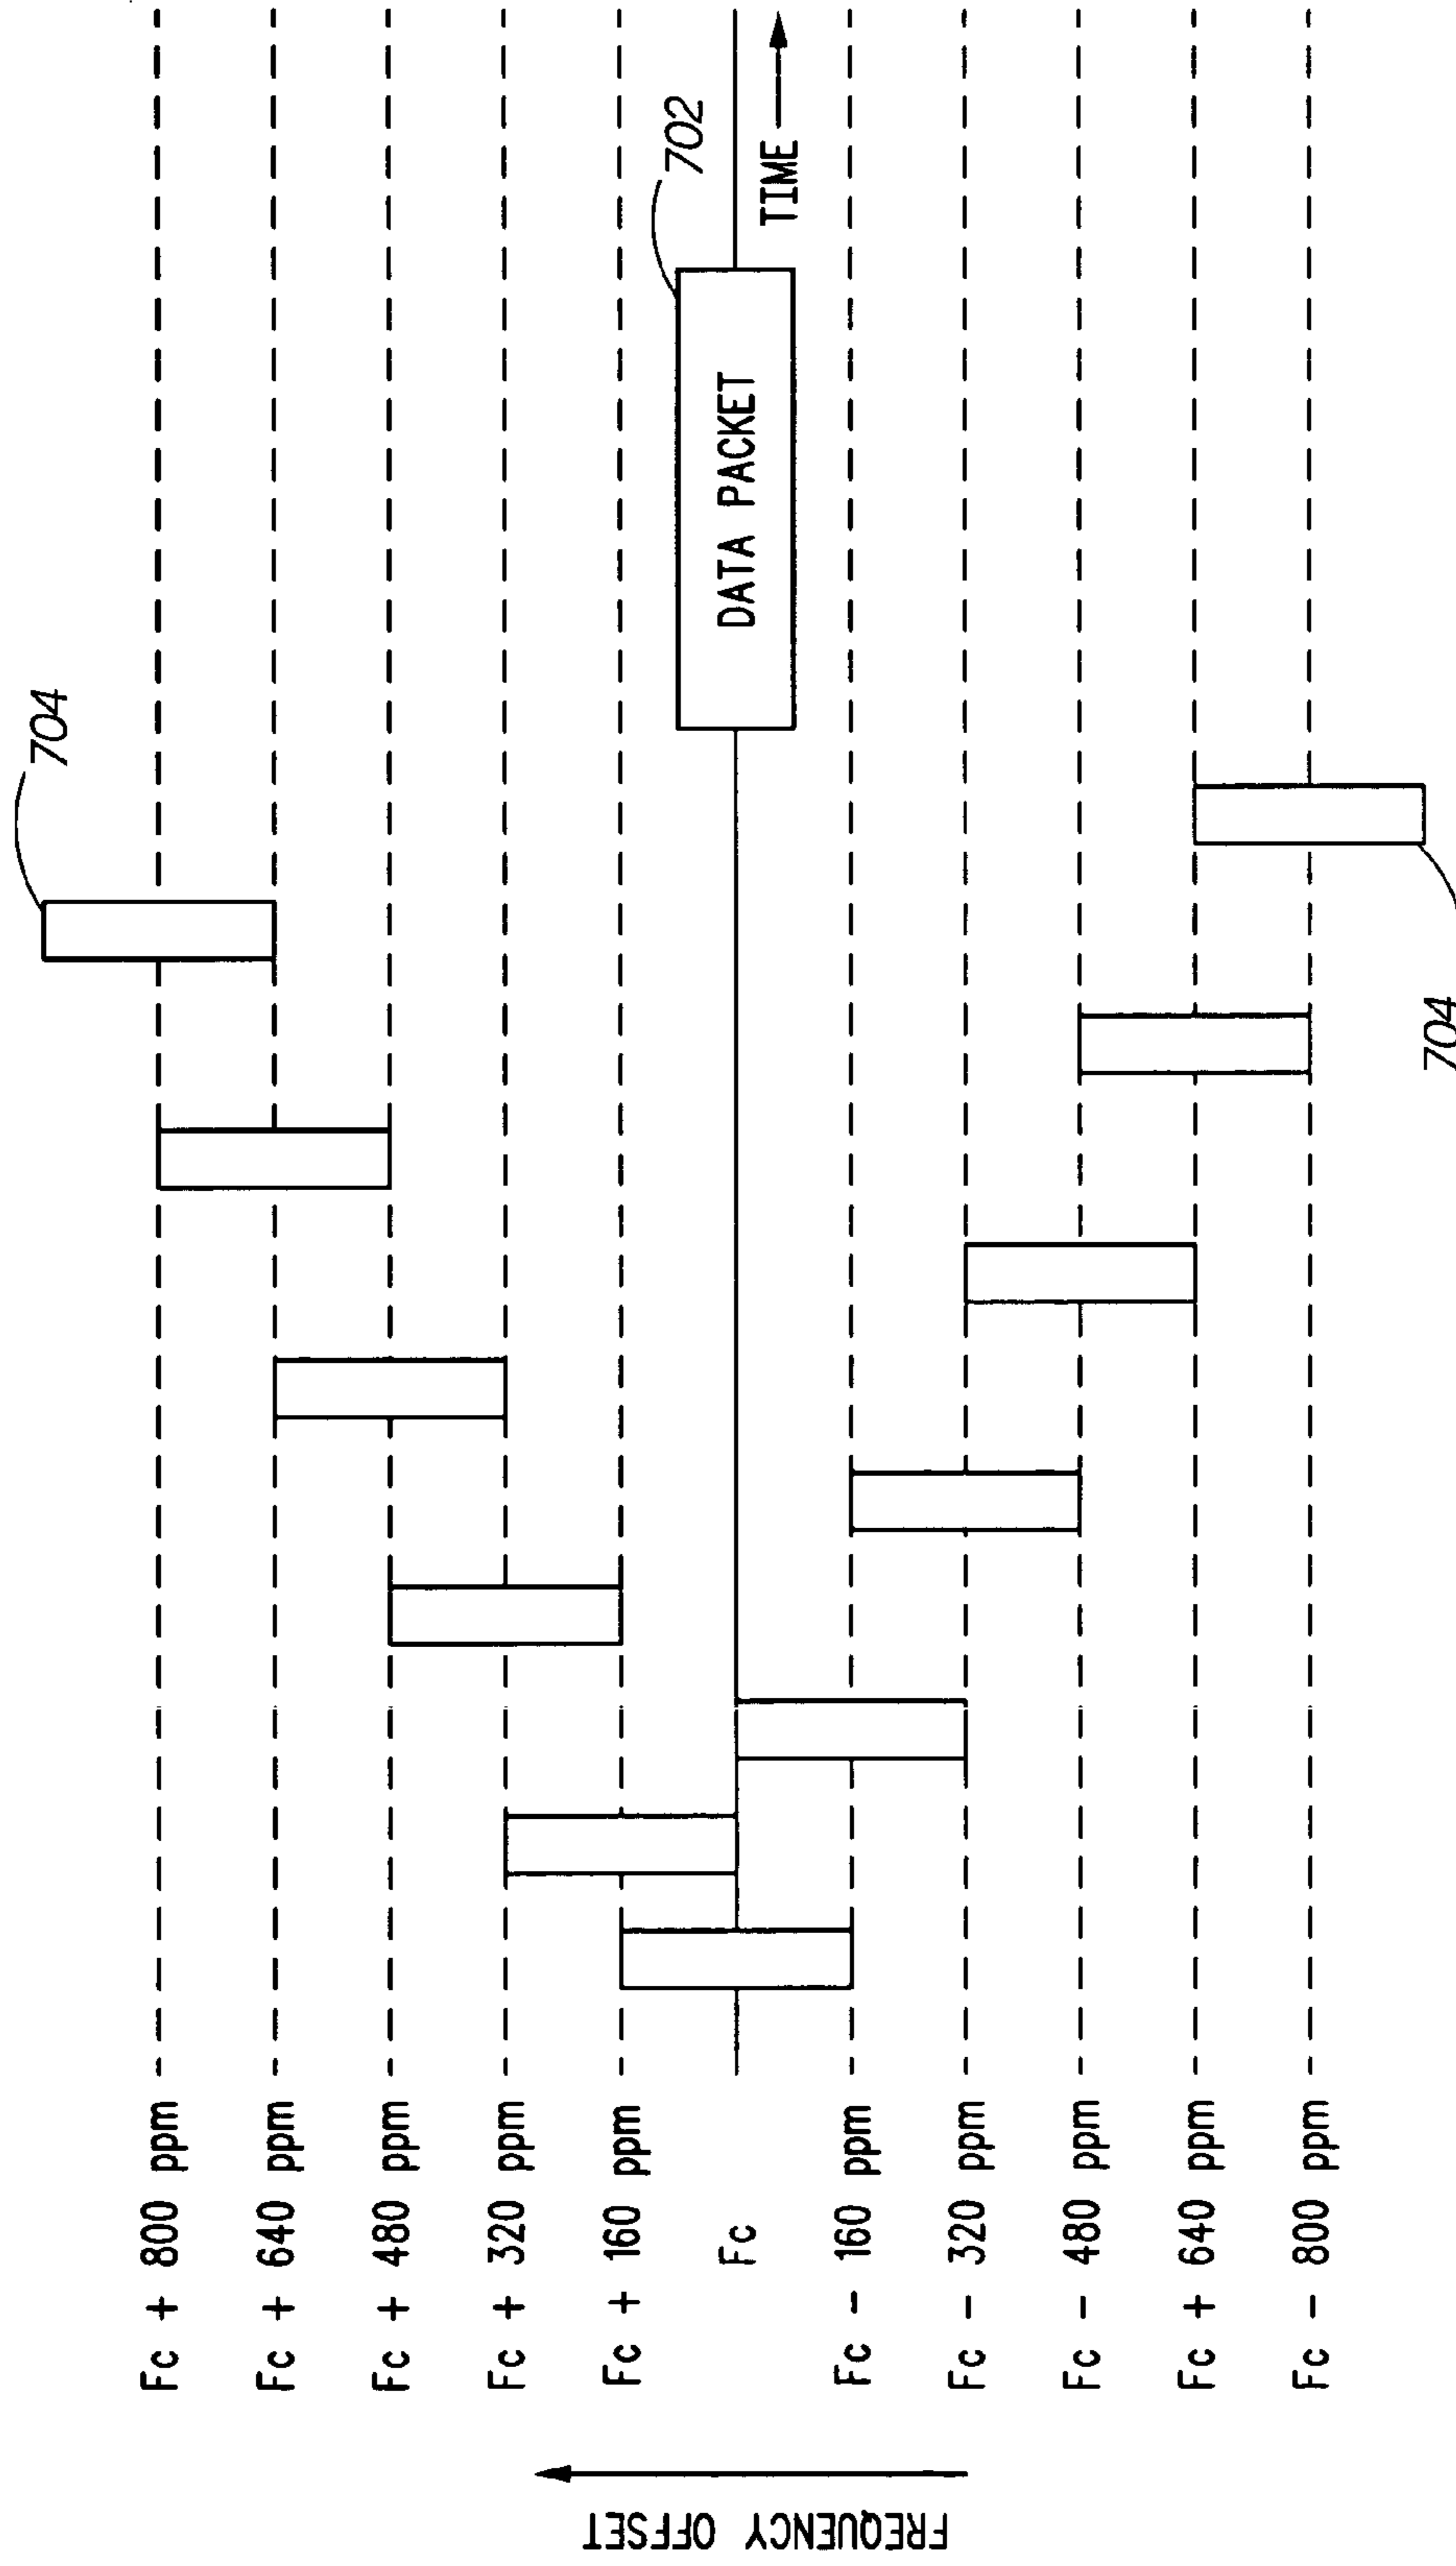 704
Fc + 800 ppm
Fc + 640 ppm
Fc + 480 ppm
Fc + 320 ppm
Fc + 160 ppm
702
Fc
DATA PACKET
TIME
Fc - 160 ppm
Fc - 320 ppm
Fc - 480 ppm
Fc + 640 ppm
Fc - 800 ppm
704
FREQUENCY OFFSET